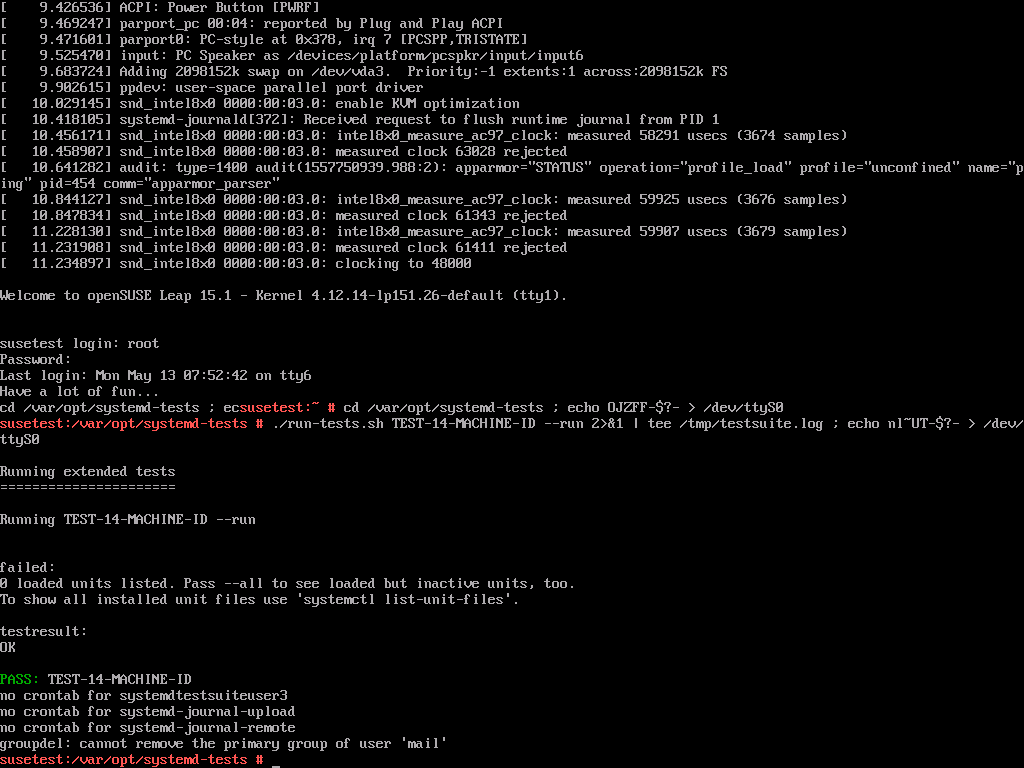 [    9.426536] ACPI: Power Button [PWRF]
[    9.469247] parport_pc 00:04: reported by Plug and Play ACPI
[    9.471601] parport0: PC-style at 0x378, irq 7 [PCSPP,TRISTATE]
[    9.525470] input: PC Speaker as /devices/platform/pcspkr/input/input6
[    9.683724] Adding 2098152k swap on /dev/vda3.  Priority:-1 extents:1 across:2098152k FS
[    9.902615] ppdev: user-space parallel port driver
[   10.029145] snd_intel8x0 0000:00:03.0: enable KVM optimization
[   10.418105] systemd-journald[372]: Received request to flush runtime journal from PID 1
[   10.456171] snd_intel8x0 0000:00:03.0: intel8x0_measure_ac97_clock: measured 58291 usecs (3674 samples)
[   10.458907] snd_intel8x0 0000:00:03.0: measured clock 63028 rejected
[   10.641282] audit: type=1400 audit(1557750939.988:2): apparmor="STATUS" operation="profile_load" profile="unconfined" name="p
ing" pid=454 comm="apparmor_parser"
[   10.844127] snd_intel8x0 0000:00:03.0: intel8x0_measure_ac97_clock: measured 59925 usecs (3676 samples)
[   10.847834] snd_intel8x0 0000:00:03.0: measured clock 61343 rejected
[   11.228130] snd_intel8x0 0000:00:03.0: intel8x0_measure_ac97_clock: measured 59907 usecs (3679 samples)
[   11.231908] snd_intel8x0 0000:00:03.0: measured clock 61411 rejected
[   11.234897] snd_intel8x0 0000:00:03.0: clocking to 48000
Welcome to openSUSE Leap 15.1 - Kernel 4.12.14-lp151.26-default (tty1).
susetest login: root
Password:
Last login: Mon May 13 07:52:42 on tty6
Have a lot of fun...
cd /var/opt/systemd-tests ; ecsusetest:~ # cd /var/opt/systemd-tests ; echo OJZFF-$?- > /dev/ttyS0
susetest:/var/opt/systemd-tests # ./run-tests.sh TEST-14-MACHINE-ID --run 2>&1 | tee /tmp/testsuite.log ; echo nl~UT-$?- > /dev/
ttyS0
Running extended tests
======================
Running TEST-14-MACHINE-ID --run
failed:
0 loaded units listed. Pass --all to see loaded but inactive units, too.
To show all installed unit files use 'systemctl list-unit-files'.
testresult:
OK
PASS: TEST-14-MACHINE-ID
no crontab for systemdtestsuiteuser3
no crontab for systemd-journal-upload
no crontab for systemd-journal-remote
groupdel: cannot remove the primary group of user 'mail'
susetest:/var/opt/systemd-tests # _